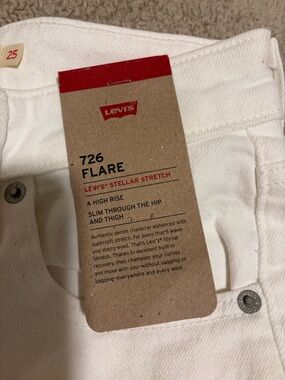 25
Levi's
726
FLARE
LEVI'S® STELLAR STRETCH
A HIGH RISE
SLIM THROUGH THE HIP
AND THIGH
Authentic denim character enhanced with
supersoft stretch. For jeans that'll leave
you starry-eyed. That's Levi's® Stellar
Stretch. Thanks to excellent built-in
recovery, they champion your curves
and move with you—without sagging or
bagging—everywhere and every wear.